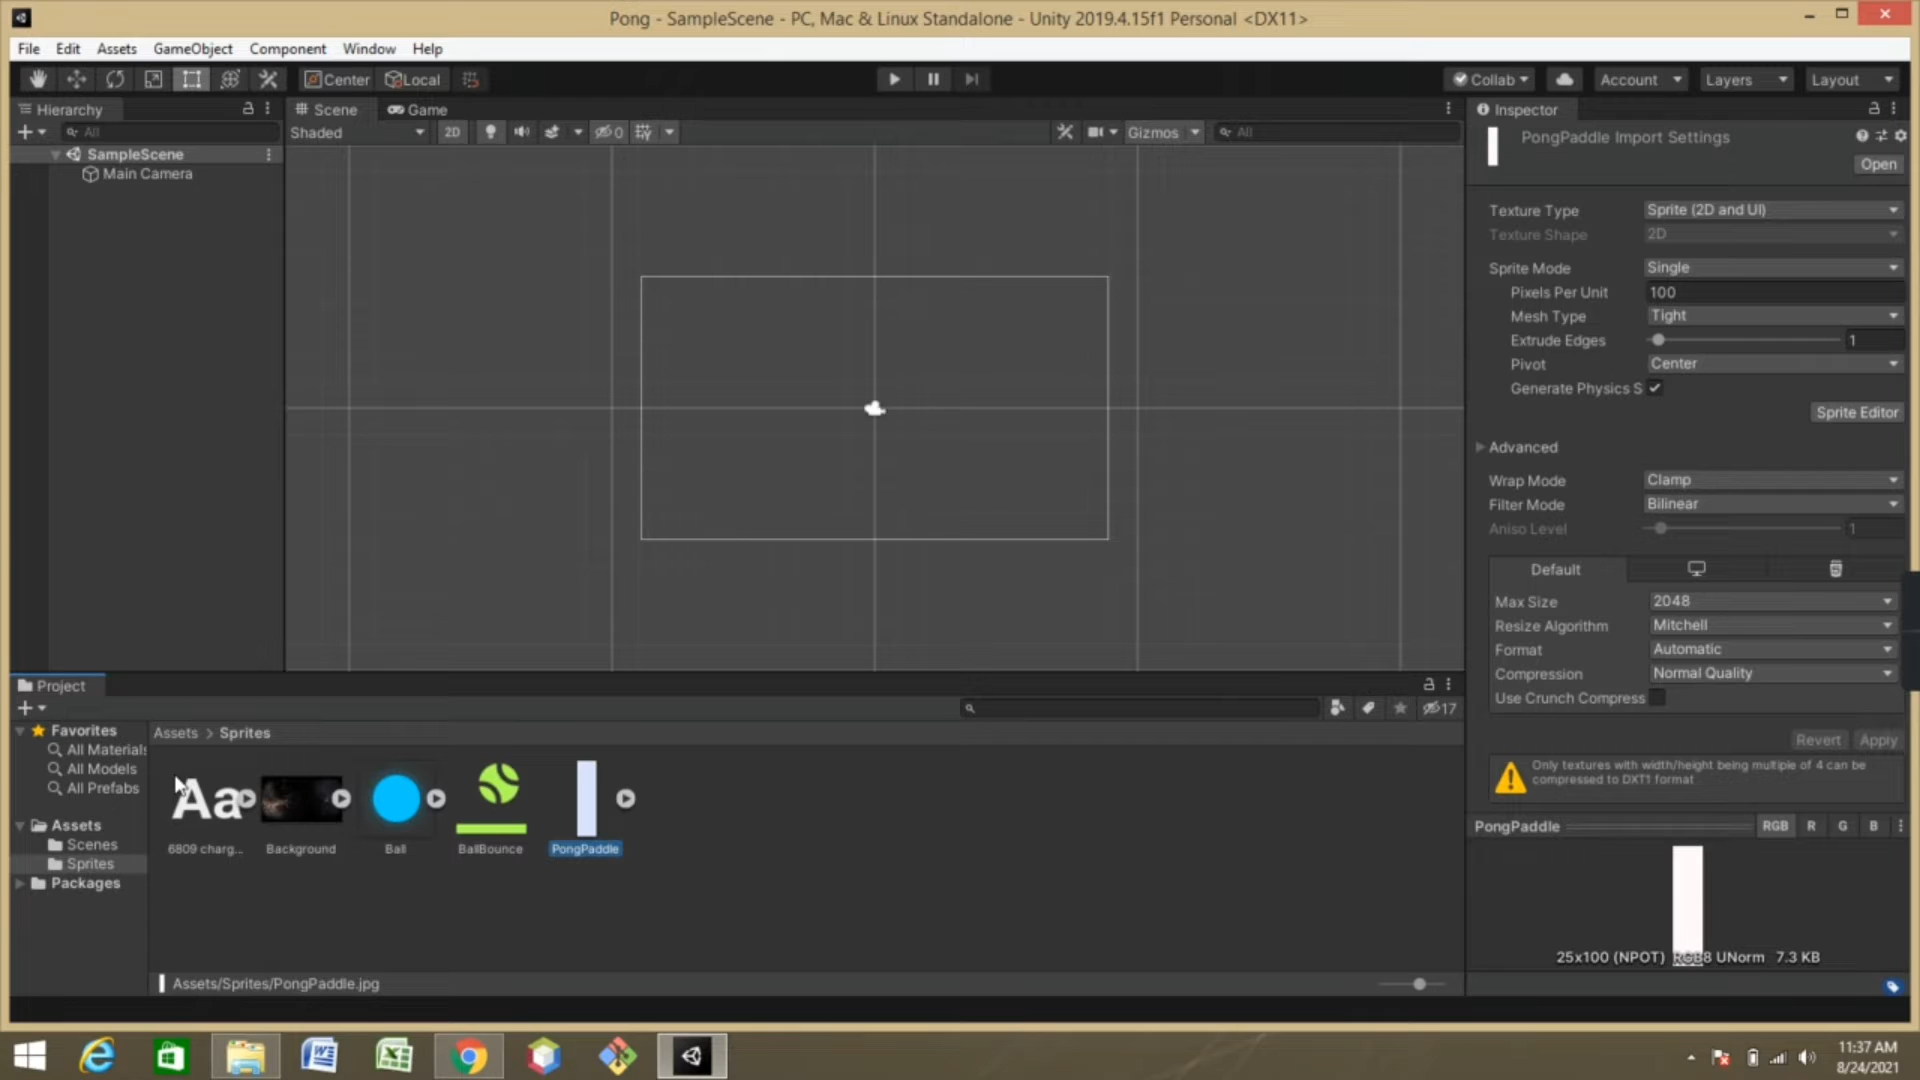 Pong - SampleScene - PC, Mac & Linux Standalone - Unity 2019.4.15f1 Personal <DX11>
File Edit Assets GameObject Component Window Help
Center Local Collab Account Layers Layout
Hierarchy
All
SampleScene
Main Camera
Scene Game
Shaded 2D 0 Gizmos All
Inspector
PongPaddle Import Settings
Open
Texture Type Sprite (2D and UI)
Texture Shape 2D
Sprite Mode Single
Pixels Per Unit 100
Mesh Type Tight
Extrude Edges 1
Pivot Center
Generate Physics S
Sprite Editor
Advanced
Wrap Mode Clamp
Filter Mode Bilinear
Aniso Level 1
Default
Max Size 2048
Resize Algorithm Mitchell
Format Automatic
Compression Normal Quality
Use Crunch Compress
Revert Apply
Only textures with width/height being multiple of 4 can be
compressed to DXT1 format
PongPaddle RGB R G B
25x100 (NPOT) RGB8 UNorm 7.3 KB
Project
17
Favorites
All Materials
All Models
All Prefabs
Assets
Scenes
Sprites
Packages
Assets > Sprites
Aa
6809 charg... Background Ball BallBounce PongPaddle
Assets/Sprites/PongPaddle.jpg
11:37 AM
8/24/2021